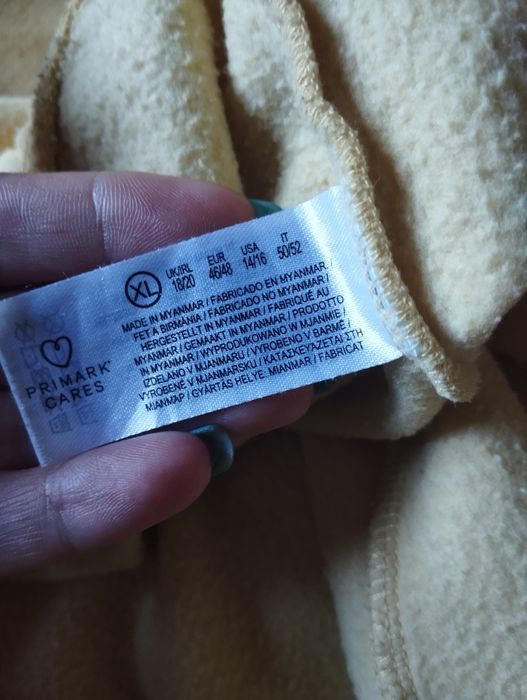 XL
UK/IRL EUR USA IT
18/20 46/48 14/16 50/52
MADE IN MYANMAR / FABRICADO EN MYANMAR /
FET A BIRMÀNIA / FABRICADO NO MYANMAR /
HERGESTELLT IN MYANMAR / FABRIQUÉ AU
MYANMAR / GEMAAKT IN MYANMAR / PRODOTTO
IN MYANMAR / WYPRODUKOWANO W MJANMIE /
IZDELANO V MJANMARU / VYROBENO V BARMĚ /
VYROBENÉ V MJANMARSKU / ΚΑΤΑΣΚΕΥΑΖΕΤΑΙ ΣΤΗ
ΜΙΑΝΜΑΡ / GYÁRTÁS HELYE: MIANMAR / FABRICAT
PRIMARK®
CARES